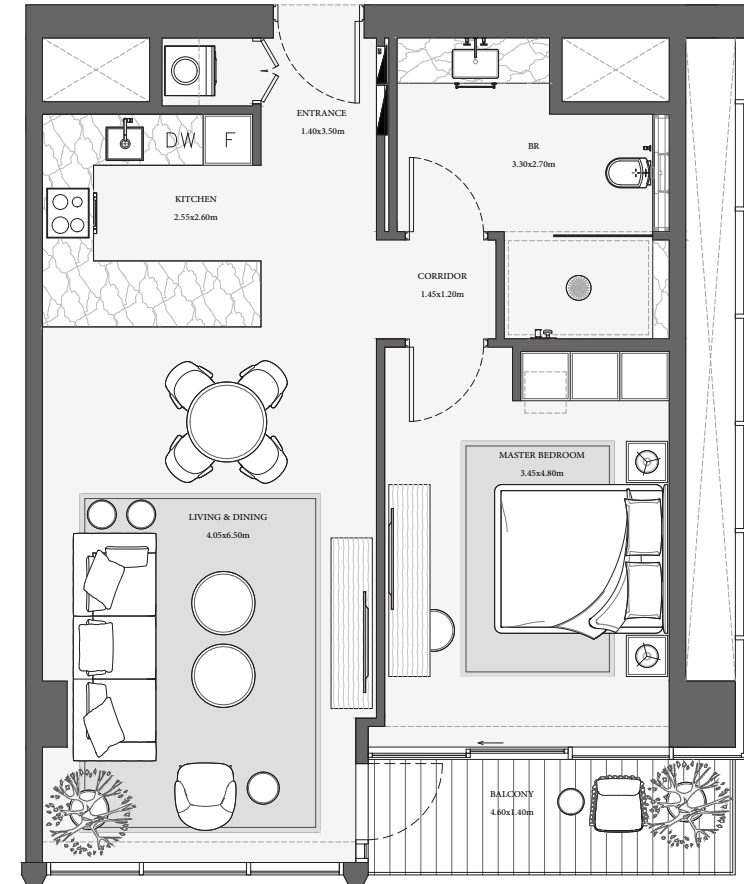 ENTRANCE
1.40x3.50m
DW
F
BR
3.30x2.70m
KITCHEN
2.55x2.60m
CORRIDOR
1.45x1.20m
MASTER BEDROOM
3.45x4.80m
LIVING & DINING
4.05x6.50m
BALCONY
4.60x1.40m